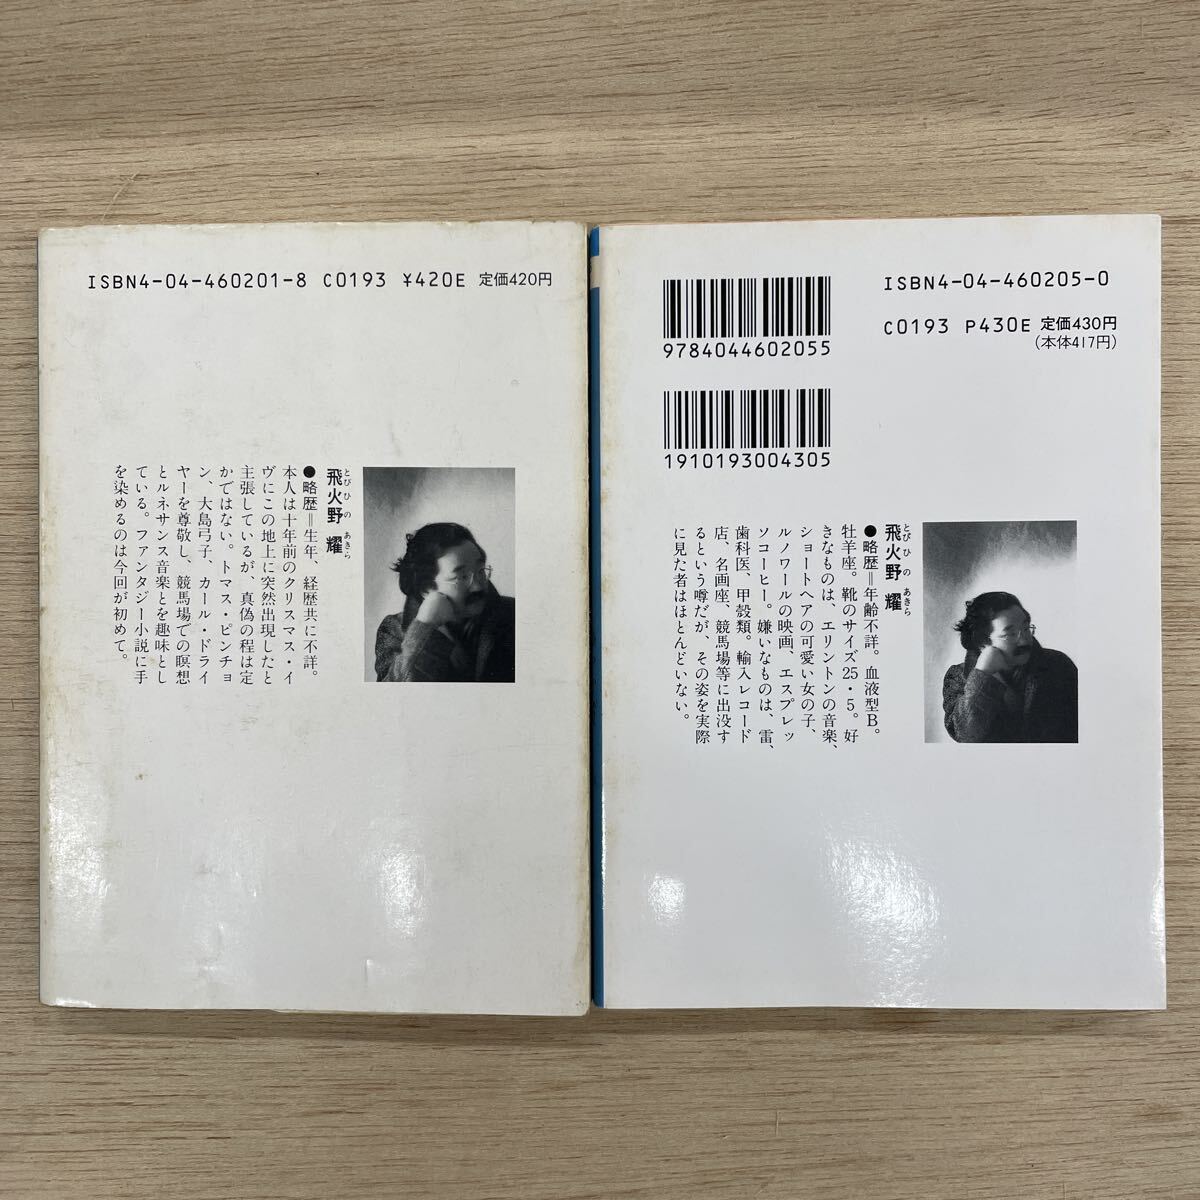 ISBN4-04-460201-8 C0193 ¥420E 定価420円
飛火野 耀
とびひの あきら
●略歴=生年、経歴共に不詳。
本人は十年前のクリスマス・イ
ヴにこの地上に突然出現したと
主張しているが、真偽の程は定
かではない。トマス・ピンチョ
ン、大島弓子、カール・ドライ
ヤーを尊敬し、競馬場での瞑想
とルネサンス音楽とを趣味とし
ている。ファンタジー小説に手
を染めるのは今回が初めて。
9784044602055
1910193004305
ISBN4-04-460205-0
C0193 P430E 定価430円
(本体417円)
飛火野 耀
とびひ の あきら
●略歴=年齢不詳。血液型B。
牡羊座。靴のサイズ25・5。好
きなものは、エリントンの音楽、
ショートヘアの可愛い女の子、
ルノワールの映画、エスプレッ
ソコーヒー。嫌いなものは、雷、
歯科医、甲殻類。輸入レコード
店、名画座、競馬場等に出没す
るという噂だが、その姿を実際
に見た者はほとんどいない。